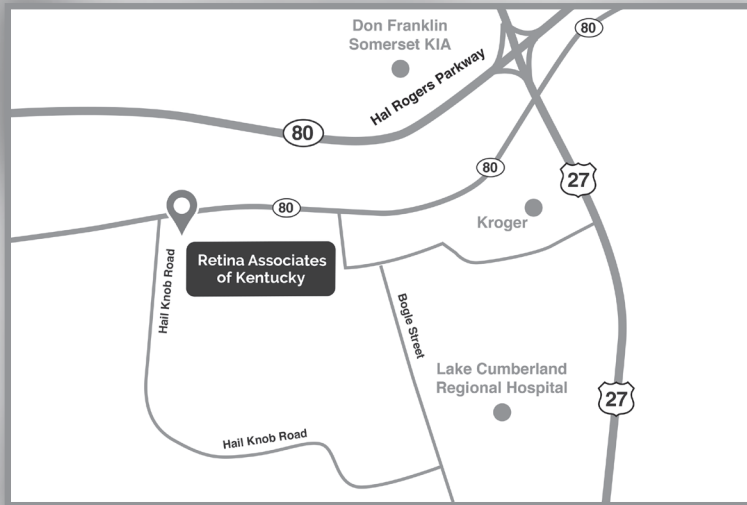 Don Franklin
Somerset KIA
80
Hal Rogers Parkway
80
80
27
80
Kroger
Retina Associates
of Kentucky
Hail Knob Road
Bogle Street
Lake Cumberland
Regional Hospital
27
Hail Knob Road